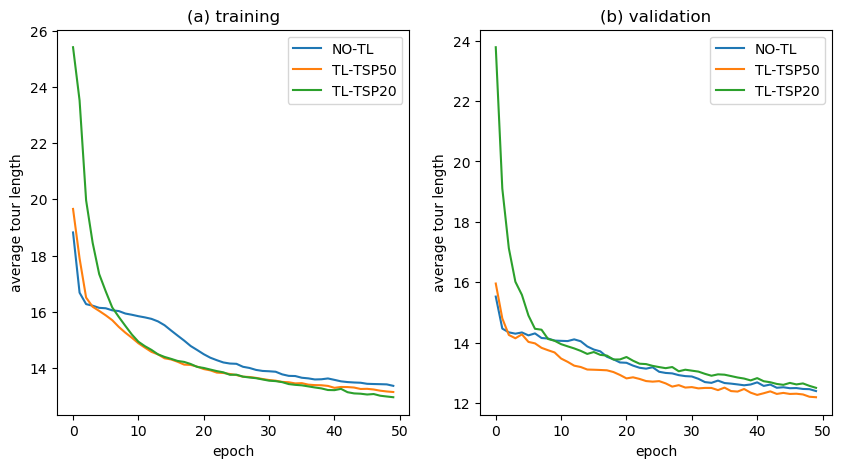 (a) training
26
24
22
20
18
16
14
average tour length
0
10
20
30
40
50
epoch
NO-TL
TL-TSP50
TL-TSP20
(b) validation
24
22
20
18
16
14
12
average tour length
0
10
20
30
40
50
epoch
NO-TL
TL-TSP50
TL-TSP20